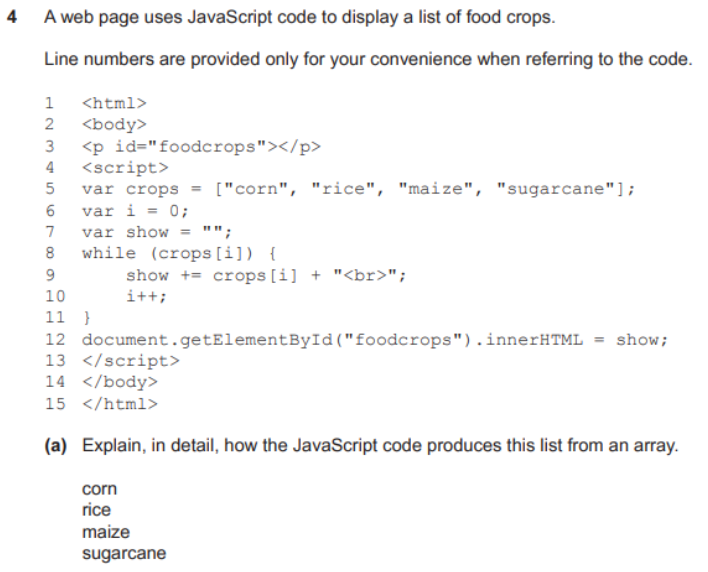 4 A web page uses JavaScript code to display a list of food crops.
Line numbers are provided only for your convenience when referring to the code.
1 <html>
2 <body>
3 <p id="foodcrops"></p>
4 <script>
5 var crops = ["corn", "rice", "maize", "sugarcane"];
6 var i = 0;
7 var show = "";
8 while (crops[i]) {
9 show += crops[i] + "<br>";
10 i++;
11 }
12 document.getElementById("foodcrops").innerHTML = show;
13 </script>
14 </body>
15 </html>
(a) Explain, in detail, how the JavaScript code produces this list from an array.
corn
rice
maize
sugarcane